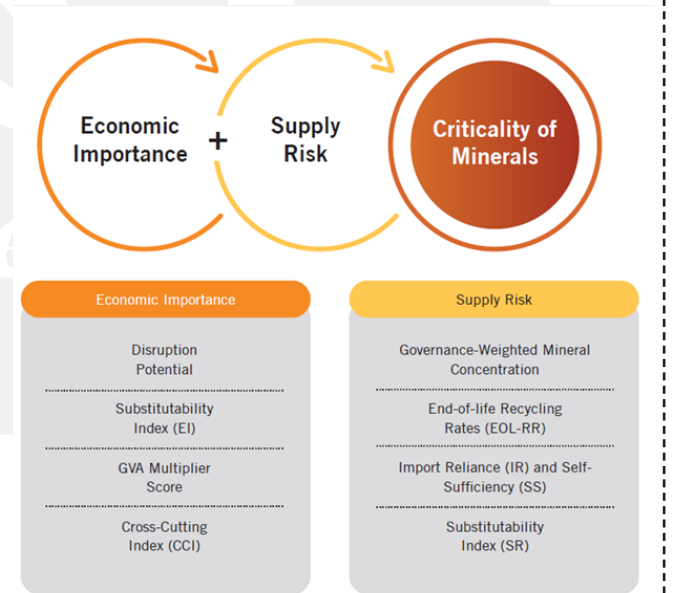 Economic
Importance
+
Supply
Risk
Criticality of
Minerals
Economic Importance
Disruption
Potential
Substitutability
Index (EI)
GVA Multiplier
Score
Cross-Cutting
Index (CCI)
Supply Risk
Governance-Weighted Mineral
Concentration
End-of-life Recycling
Rates (EOL-RR)
Import Reliance (IR) and Self-
Sufficiency (SS)
Substitutability
Index (SR)